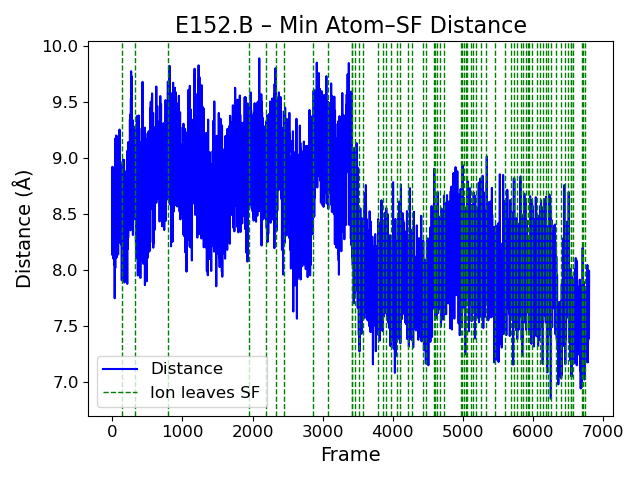 E152.B – Min Atom–SF Distance
10.0
9.5
9.0
8.5
8.0
7.5
7.0
Distance (Å)
Distance
Ion leaves SF
0 1000 2000 3000 4000 5000 6000 7000
Frame